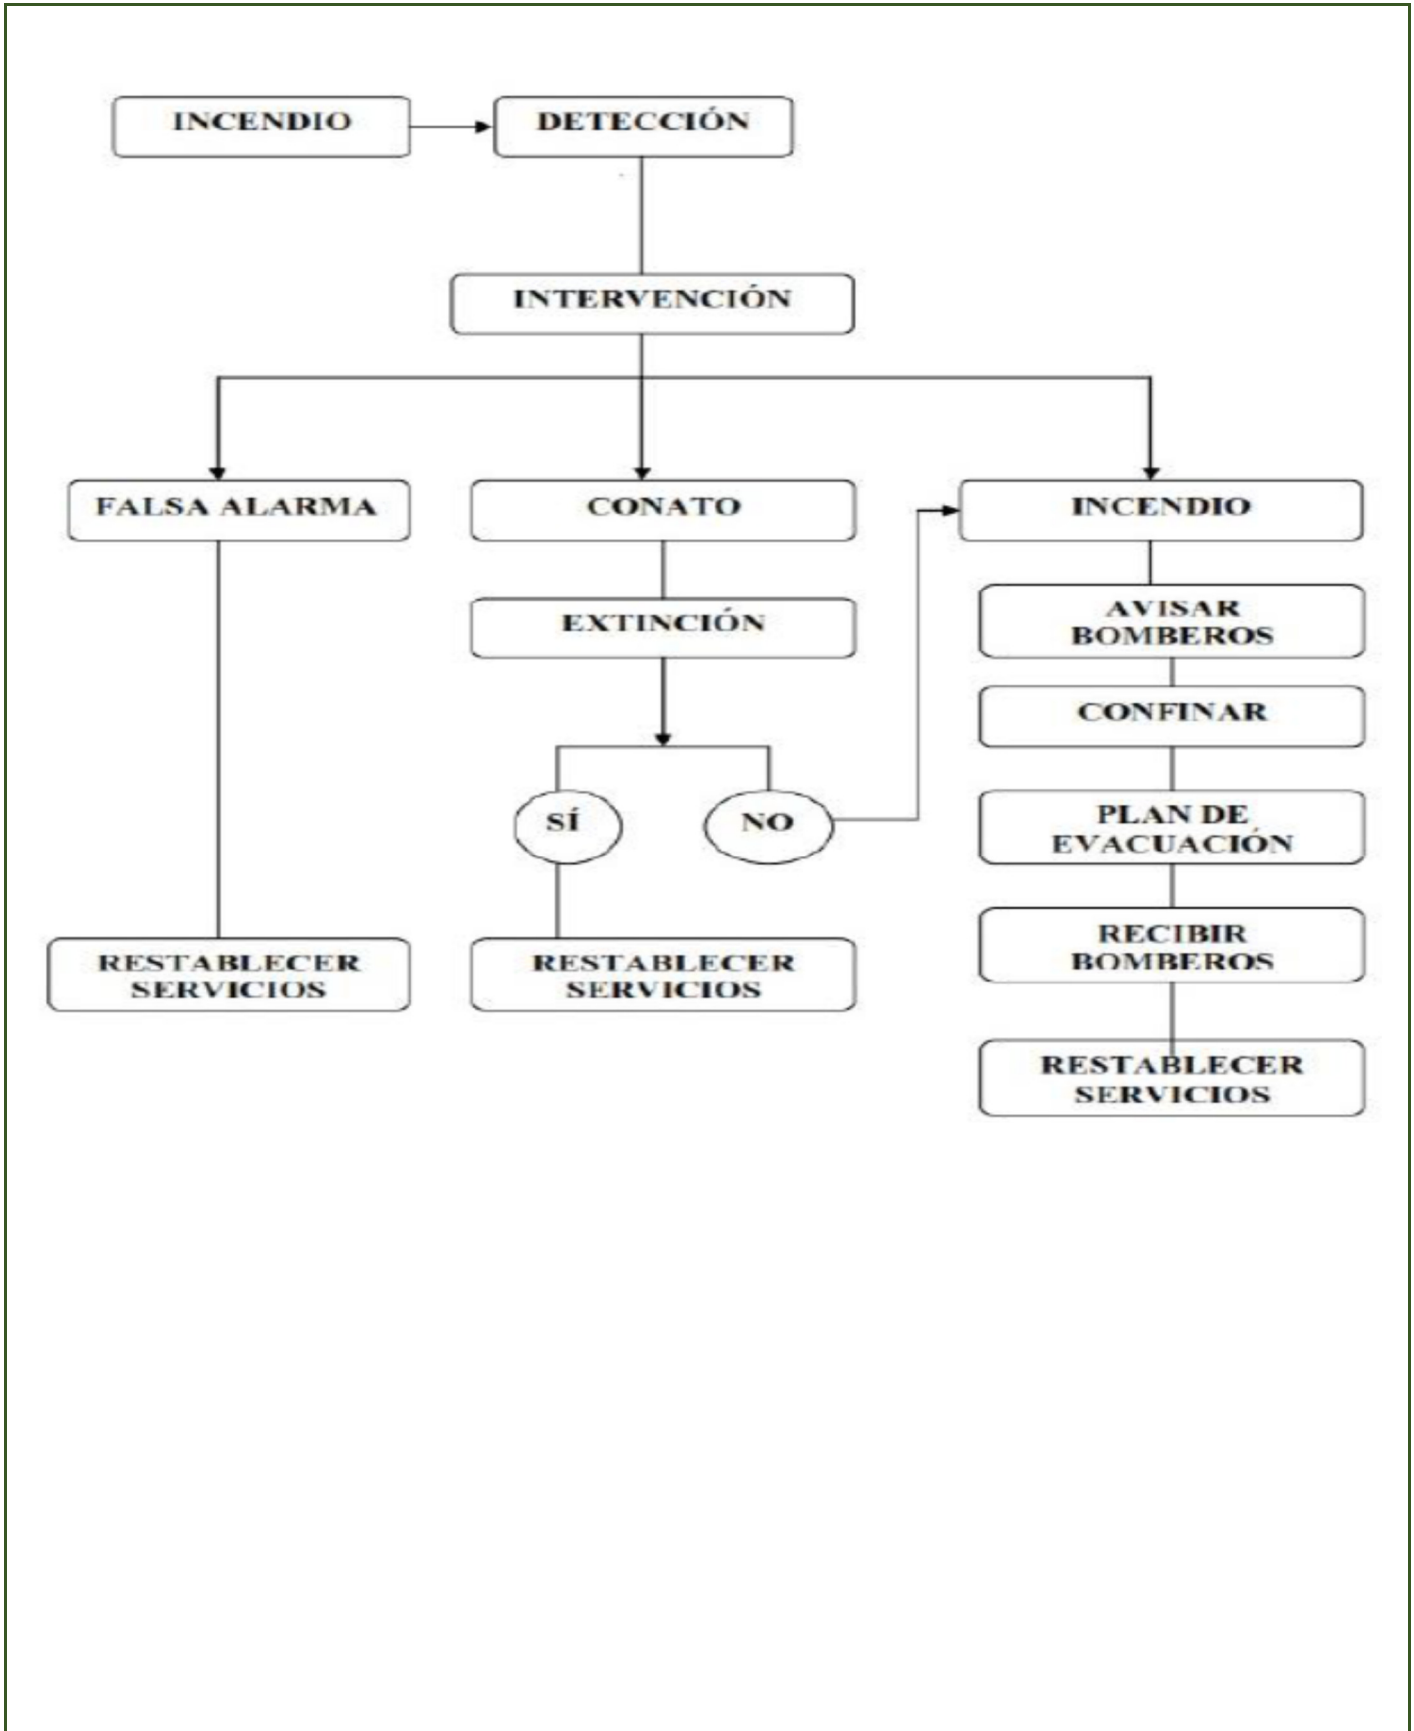 INCENDIO
DETECCIÓN
INTERVENCIÓN
FALSA ALARMA
CONATO
INCENDIO
EXTINCIÓN
AVISAR
BOMBEROS
CONFINAR
SÍ
NO
PLAN DE
EVACUACIÓN
RECIBIR
BOMBEROS
RESTABLECER
SERVICIOS
RESTABLECER
SERVICIOS
RESTABLECER
SERVICIOS